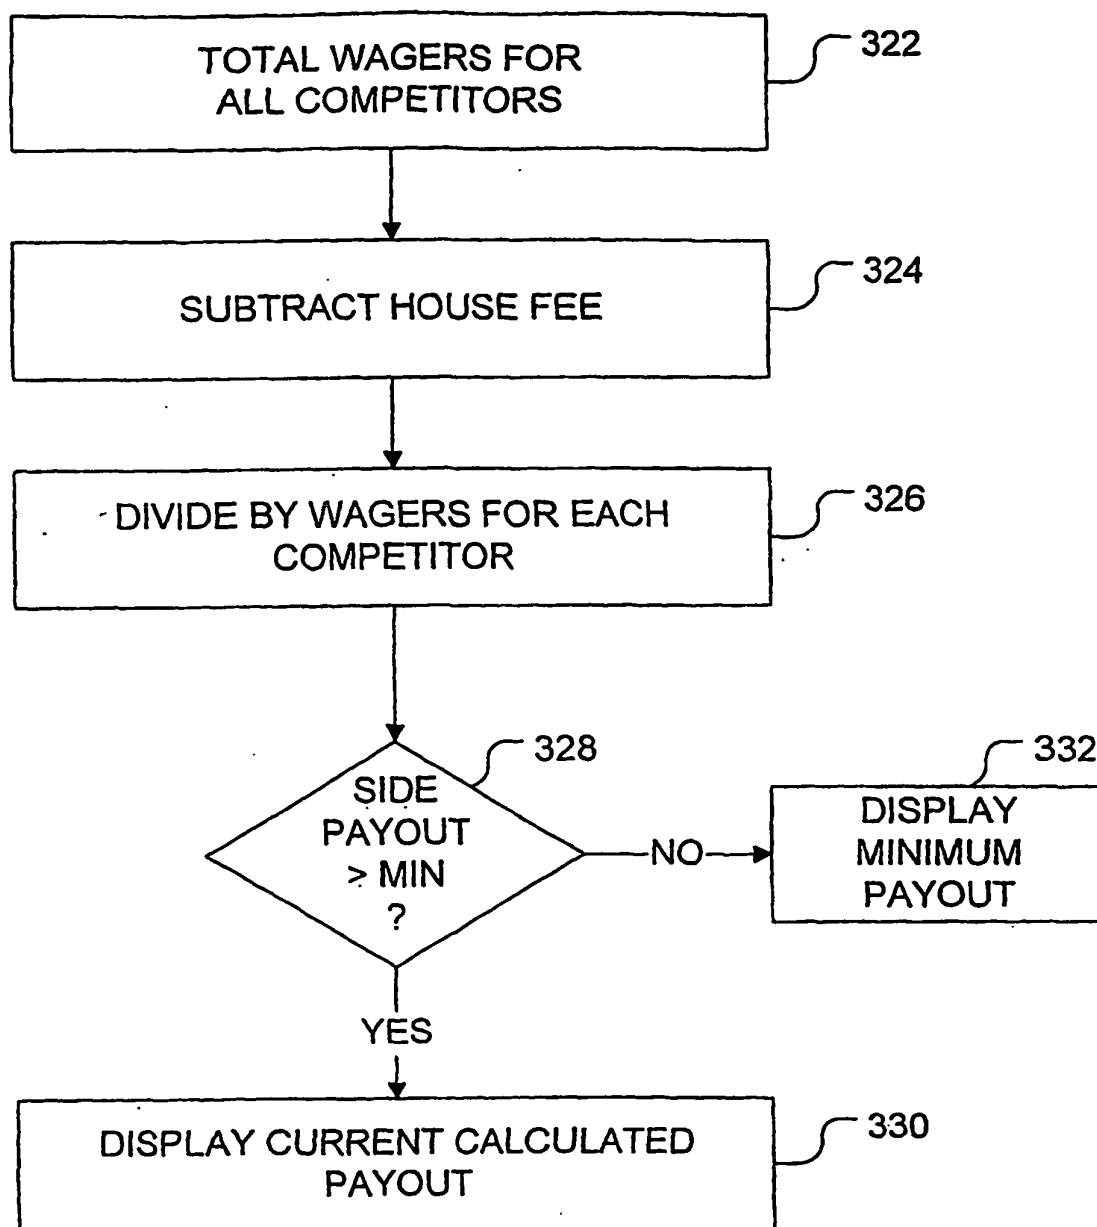 TOTAL WAGERS FOR
ALL COMPETITORS
322
SUBTRACT HOUSE FEE
324
DIVIDE BY WAGERS FOR EACH
COMPETITOR
326
SIDE
PAYOUT
> MIN
?
328
NO
DISPLAY
MINIMUM
PAYOUT
332
YES
DISPLAY CURRENT CALCULATED
PAYOUT
330